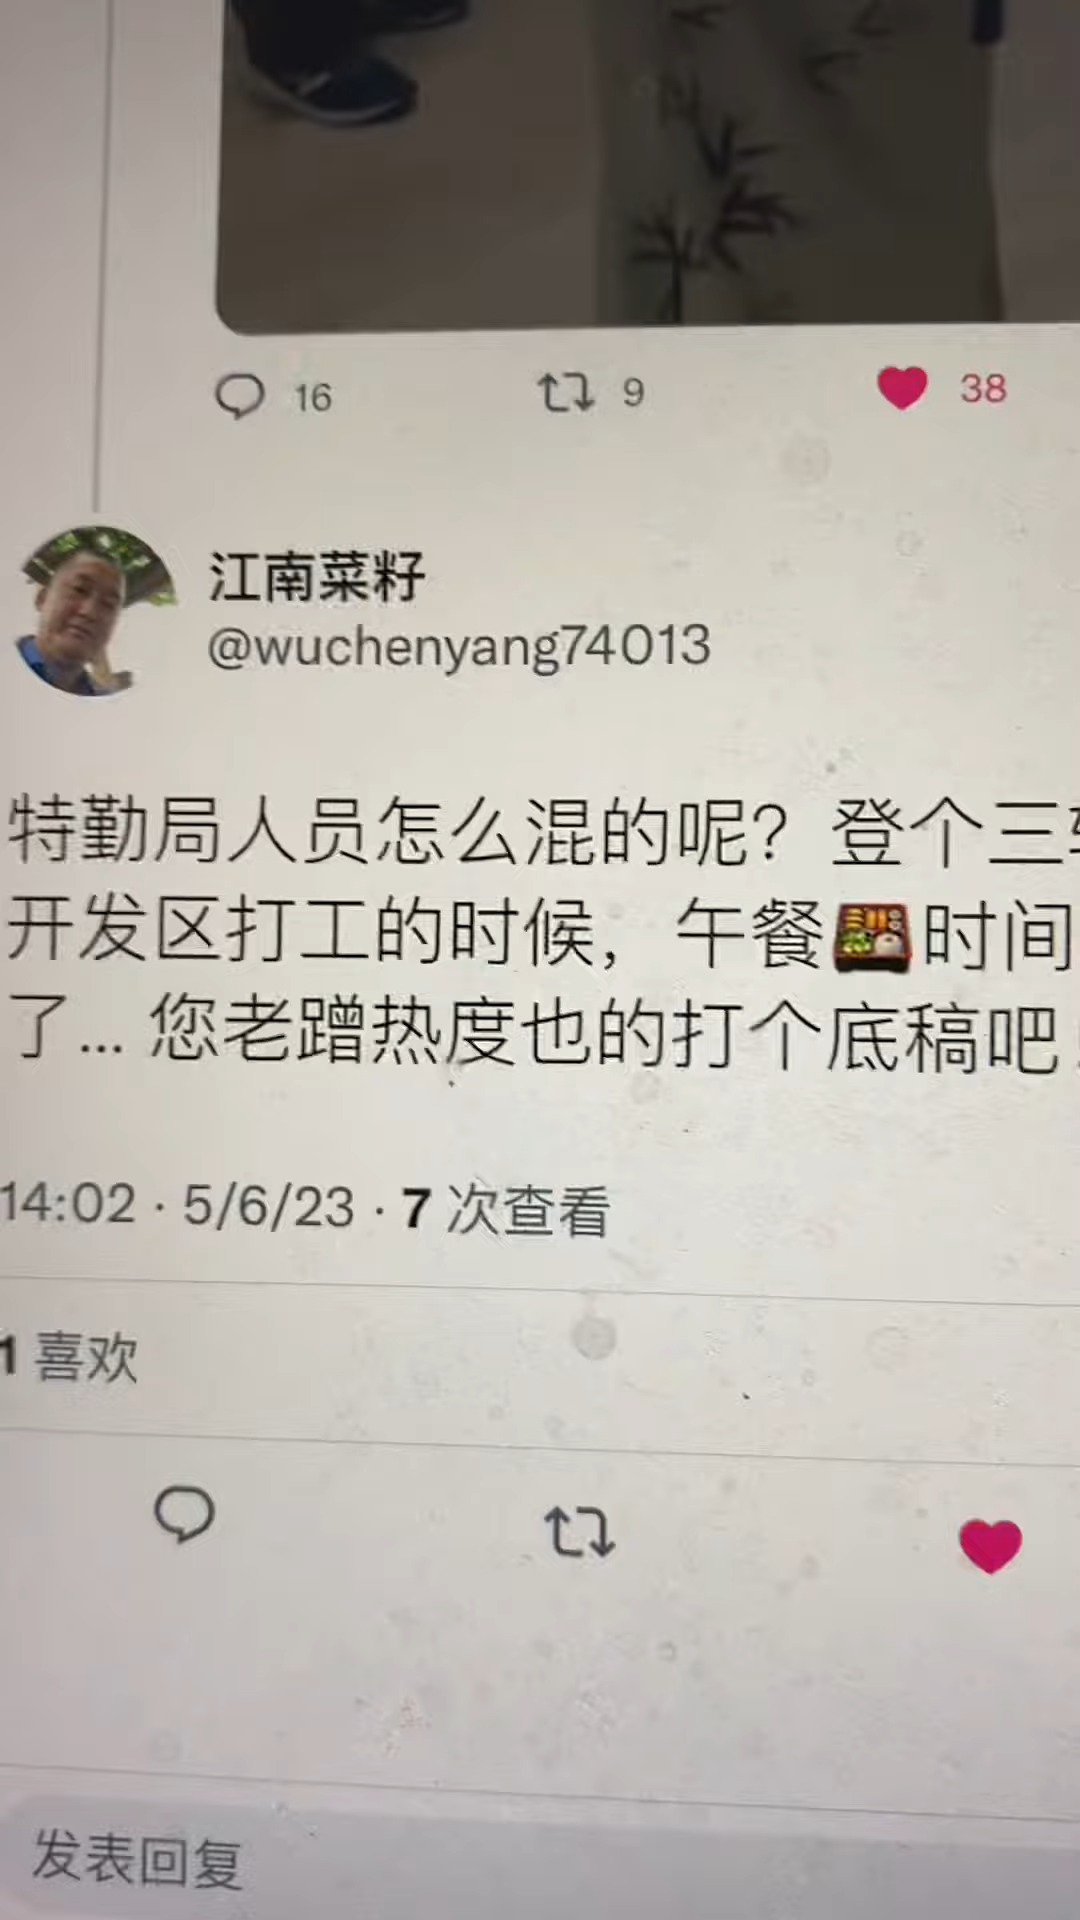 16 9 38
江南菜籽
@wuchenyang74013
特勤局人员怎么混的呢？登个三
开发区打工的时候，午餐🍱时间
了... 您老蹭热度也的打个底稿吧
14:02 · 5/6/23 · 7 次查看
1 喜欢
发表回复